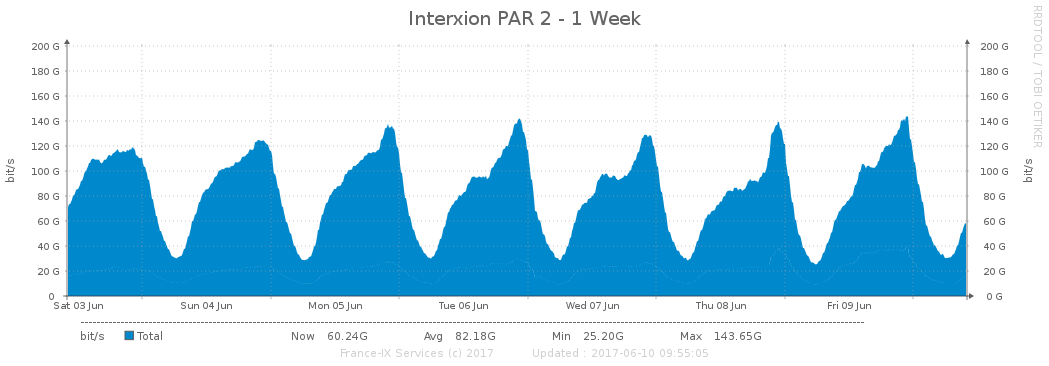 Interxion PAR 2 - 1 Week
RRDTOOL / TOBI OETIKER
bit/s
200 G
180 G
160 G
140 G
120 G
100 G
80 G
60 G
40 G
20 G
0
200 G
180 G
160 G
140 G
120 G
100 G
80 G
60 G
40 G
20 G
0 G
bit/s
Sat 03 Jun Sun 04 Jun Mon 05 Jun Tue 06 Jun Wed 07 Jun Thu 08 Jun Fri 09 Jun
bit/s Total Now 60.24G Avg 82.18G Min 25.20G Max 143.65G
France-IX Services (c) 2017 Updated : 2017-06-10 09:55:05